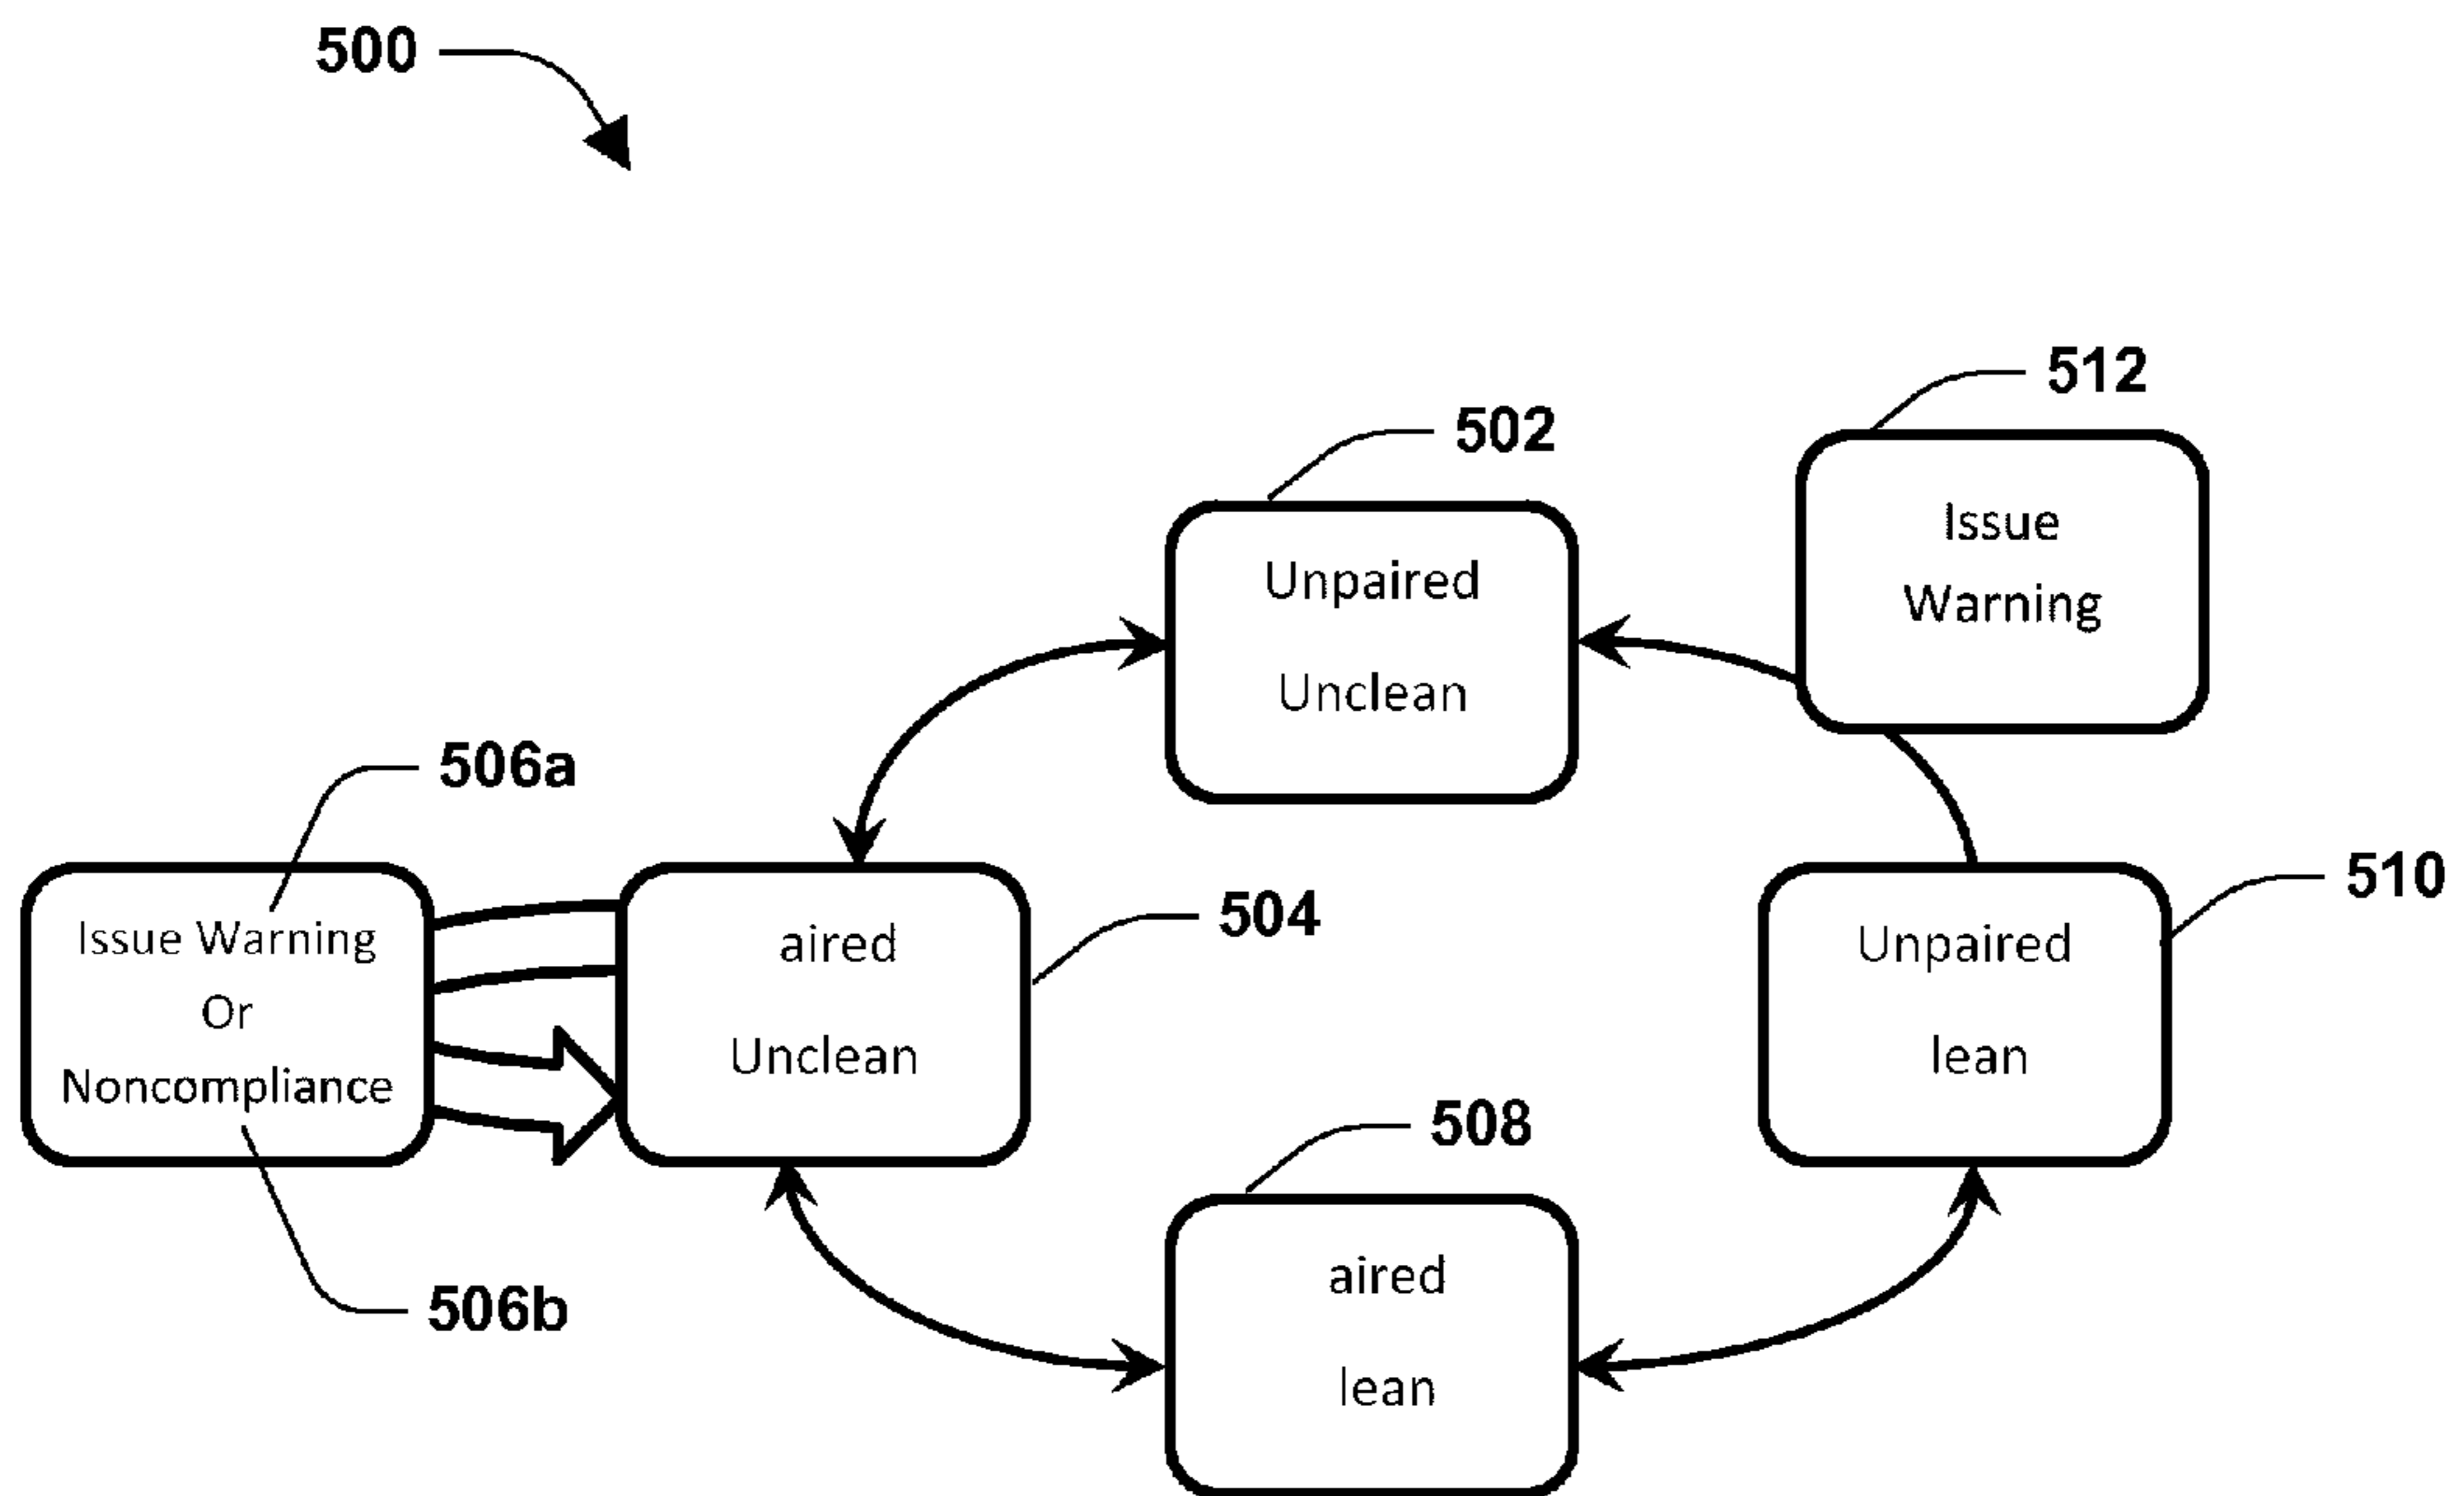 500
512
502
Issue
Warning
Unpaired
Unclean
506a
510
504
Issue Warning
Or
Noncompliance
aired
Unclean
Unpaired
lean
508
506b
aired
lean